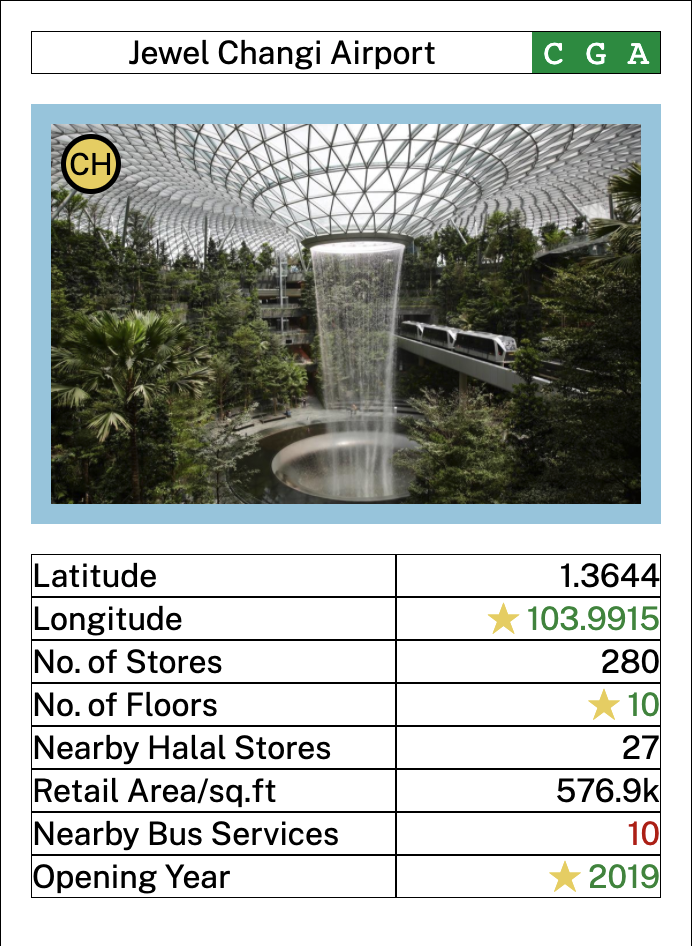 Jewel Changi Airport C G A
CH
Latitude 1.3644
Longitude ★ 103.9915
No. of Stores 280
No. of Floors ★ 10
Nearby Halal Stores 27
Retail Area/sq.ft 576.9k
Nearby Bus Services 10
Opening Year ★ 2019